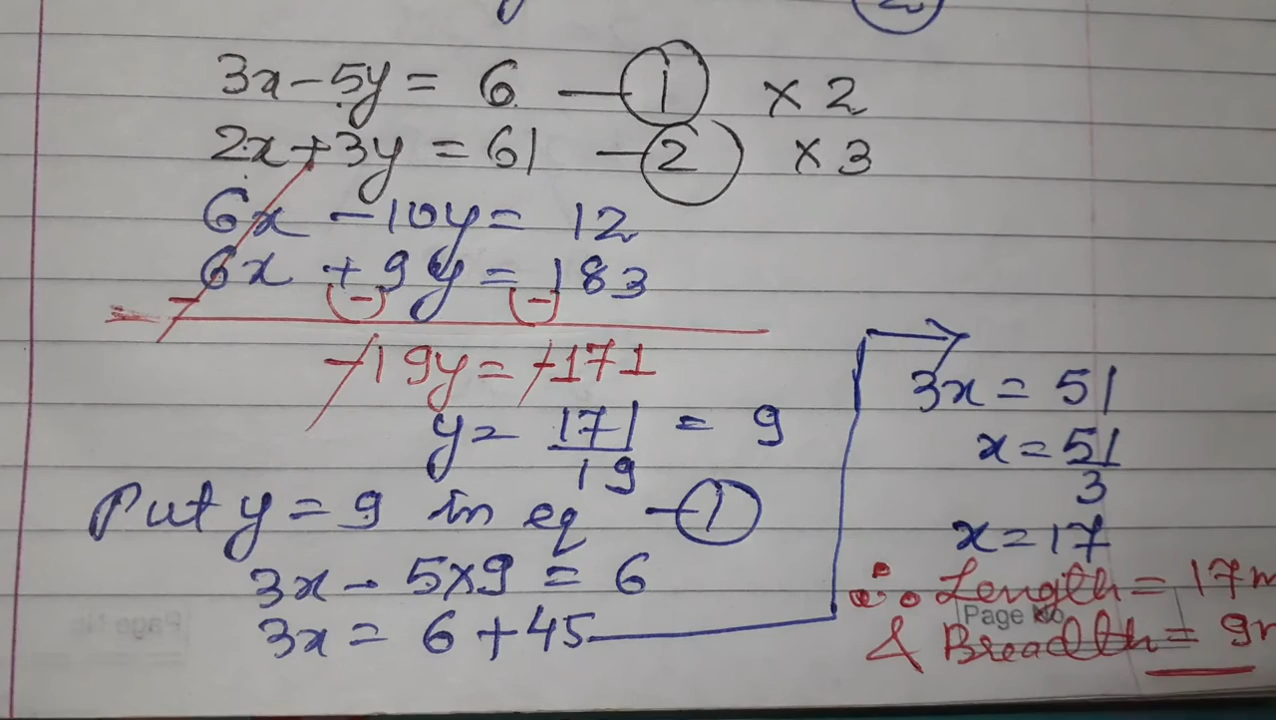 3x - 5y = 6 — ① × 2
2x + 3y = 61 — ② × 3
6x - 10y = 12
6x + 9y = 183
- (-) (-)
-19y = -171
y = 171/19 = 9
Put y = 9 in eq - ①
3x - 5×9 = 6
3x = 6 + 45
3x = 51
x = 51/3
x = 17
∴ Length = 17m
Page No.
& Breadth = 9m